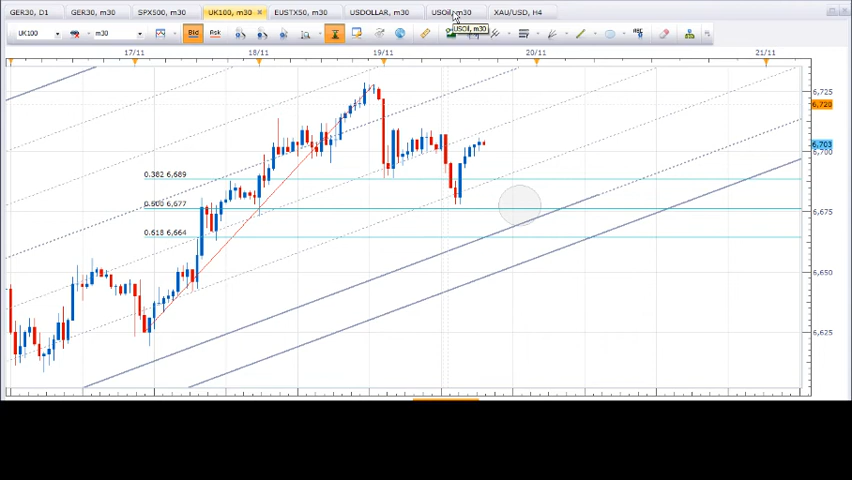 GER30, D1 GER30, m30 SPX500, m30 UK100, m30 × EUSTX50, m30 USDOLLAR, m30 USOil, m30 XAU/USD, H4
USOil, m30
UK100 m30 Bid Ask ABC
17/11 18/11 19/11 20/11 21/11
6,725
6,720
6,703
6,700
0.382 6,689
0.500 6,677
6,675
0.618 6,664
6,650
6,625